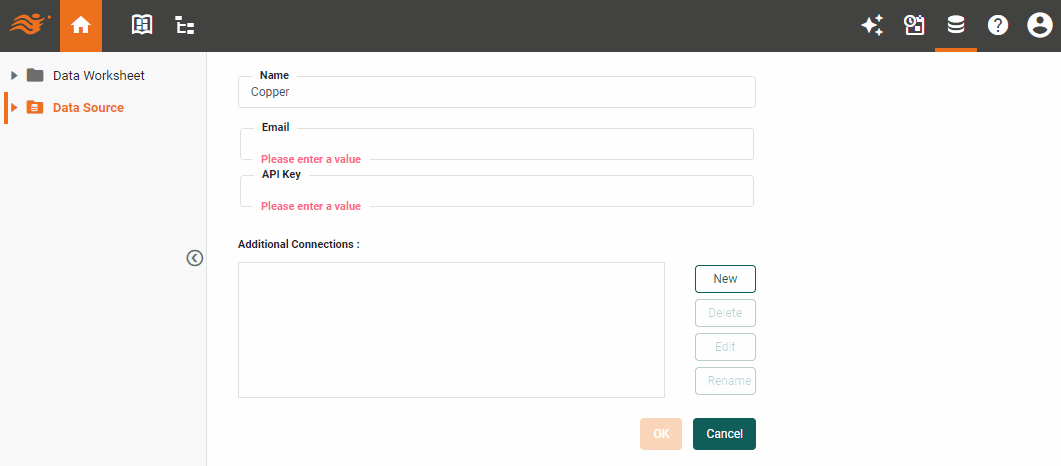 Data Worksheet
Data Source
Name
Copper
Email
Please enter a value
API Key
Please enter a value
Additional Connections :
New
Delete
Edit
Rename
OK
Cancel